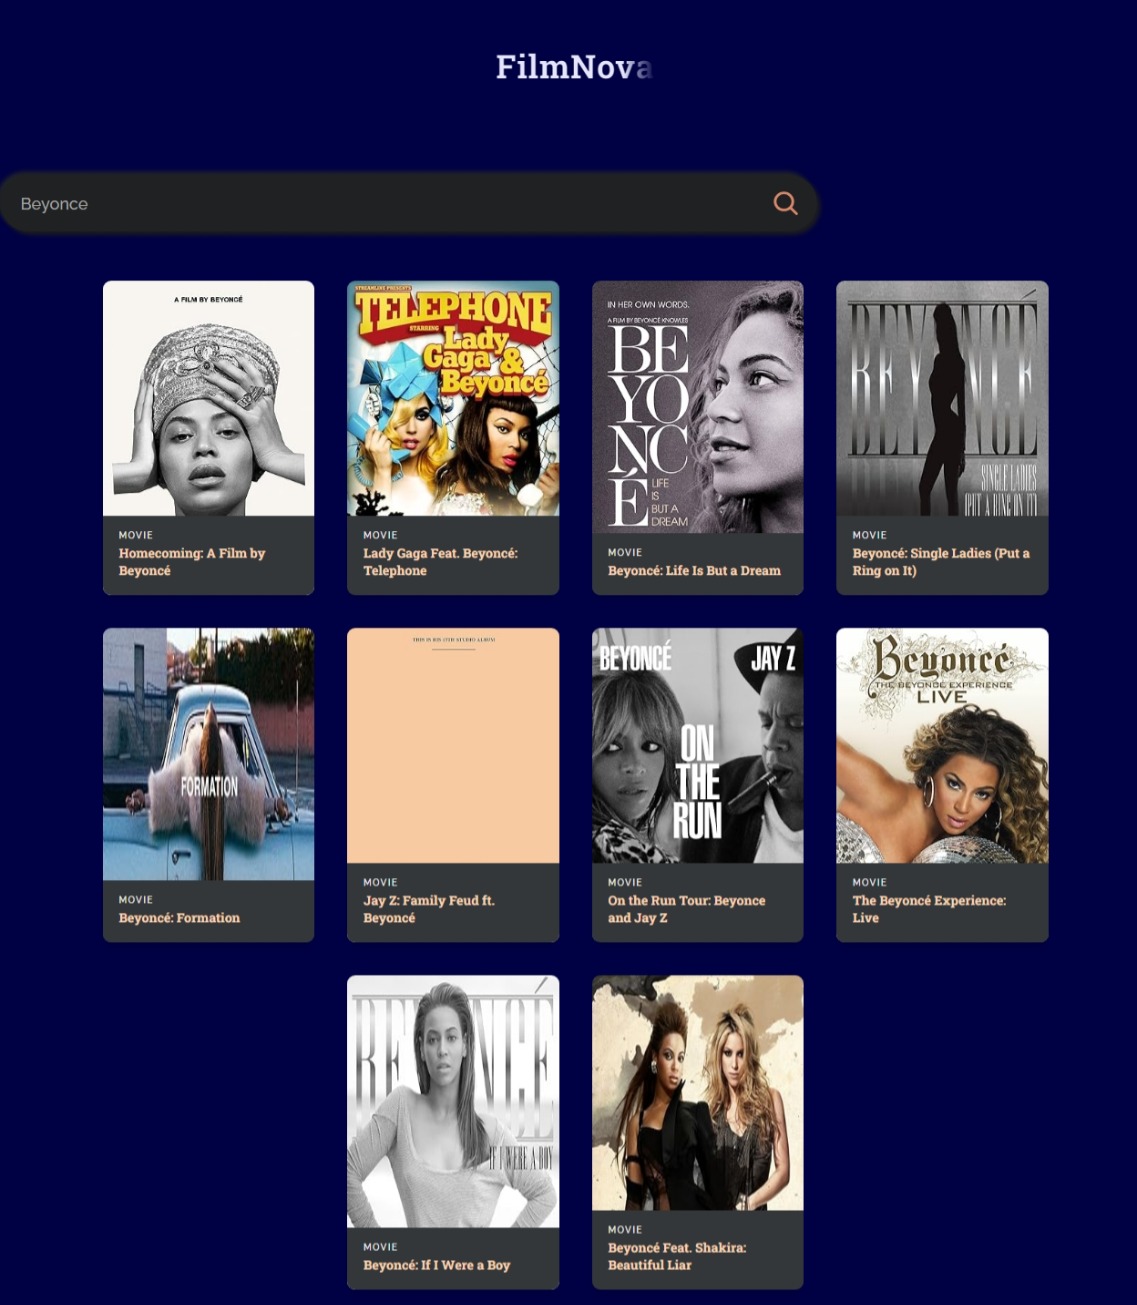 FilmNova
Beyonce
A FILM BY BEYONCÉ
MOVIE
Homecoming: A Film by
Beyoncé
STREAMLINE PRESENTS
TELEPHONE
STARRING
Lady
Gaga &
Beyoncé
MOVIE
Lady Gaga Feat. Beyoncé:
Telephone
IN HER OWN WORDS.
A FILM BY BEYONCÉ KNOWLES
BE
YO
NC
É
LIFE
IS
BUT A
DREAM
MOVIE
Beyoncé: Life Is But a Dream
BEYONCÉ
SINGLE LADIES
(PUT A RING ON IT)
MOVIE
Beyoncé: Single Ladies (Put a
Ring on It)
FORMATION
MOVIE
Beyoncé: Formation
MOVIE
Jay Z: Family Feud ft.
Beyoncé
BEYONCÉ JAY Z
ON
THE
RUN
MOVIE
On the Run Tour: Beyonce
and Jay Z
Beyoncé
THE BEYONCÉ EXPERIENCE
LIVE
MOVIE
The Beyoncé Experience:
Live
BEYONCÉ
IF I WERE A BOY
MOVIE
Beyoncé: If I Were a Boy
MOVIE
Beyoncé Feat. Shakira:
Beautiful Liar